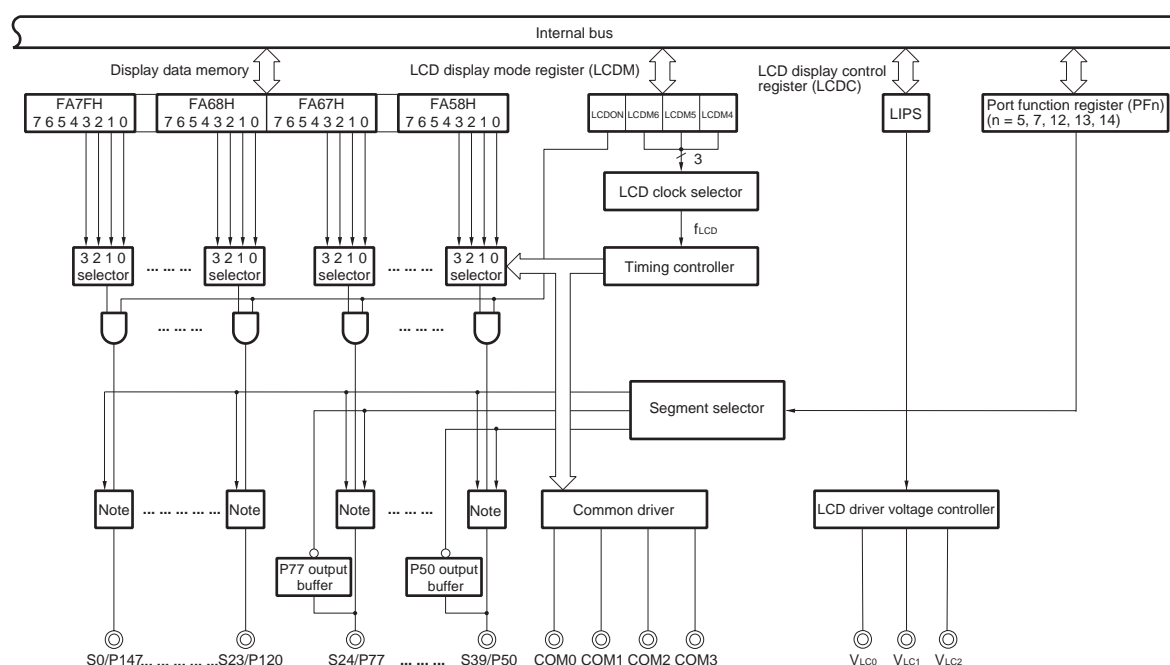 Internal bus
Display data memory
LCD display mode register (LCDM)
LCD display control
register (LCDC)
FA7FH
7 6 5 4 3 2 1 0
FA68H
7 6 5 4 3 2 1 0
FA67H
7 6 5 4 3 2 1 0
FA58H
7 6 5 4 3 2 1 0
LCDON LCDM6 LCDM5 LCDM4
LIPS
Port function register (PFn)
(n = 5, 7, 12, 13, 14)
3
LCD clock selector
fLCD
3 2 1 0
selector
... ... ...
3 2 1 0
selector
3 2 1 0
selector
... ... ...
3 2 1 0
selector
Timing controller
... ... ...
... ... ...
Segment selector
Note
... ... ... ... ...
Note
Note
... ... ...
Note
Common driver
LCD driver voltage controller
P77 output
buffer
P50 output
buffer
S0/P147 ... ... ... ... ... S23/P120 S24/P77 ... ... ... S39/P50 COM0 COM1 COM2 COM3 VLC0 VLC1 VLC2